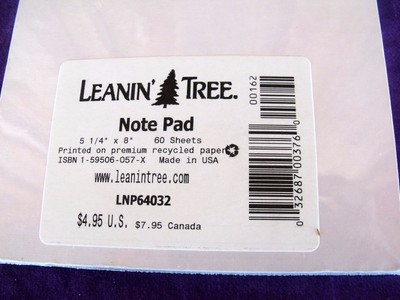 LEANIN' TREE.
Note Pad
5 1/4" x 8" 60 Sheets
Printed on premium recycled paper
ISBN 1-59506-057-X Made in USA
www.leanintree.com
LNP64032
$4.95 U.S. $7.95 Canada
00162
0 32687 00376 0